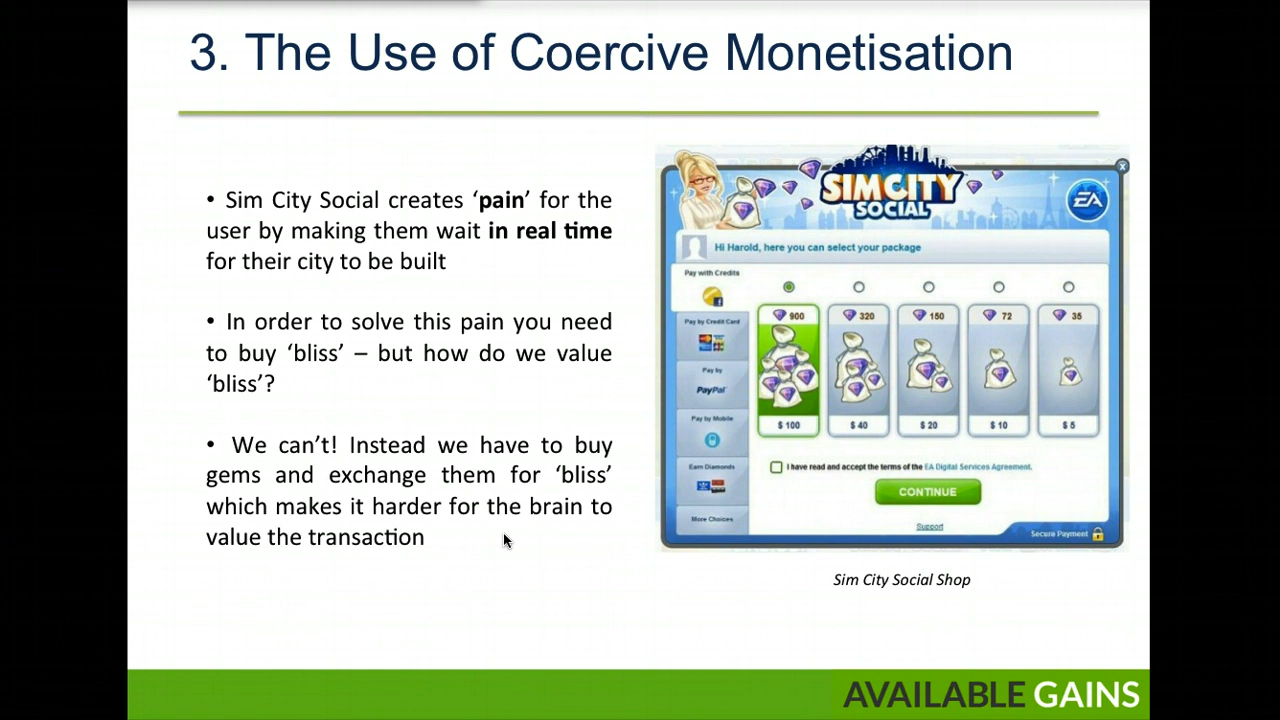 3. The Use of Coercive Monetisation
• Sim City Social creates ‘pain’ for the
user by making them wait in real time
for their city to be built
• In order to solve this pain you need
to buy ‘bliss’ – but how do we value
‘bliss’?
• We can’t! Instead we have to buy
gems and exchange them for ‘bliss’
which makes it harder for the brain to
value the transaction
SIMCITY
SOCIAL
EA
x
Hi Harold, here you can select your package
Pay with Credits
Pay by Credit Card
Pay by
PayPal
Pay by Mobile
Earn Diamonds
More Choices
900 320 150 72 35
$ 100 $ 40 $ 20 $ 10 $ 5
I have read and accept the terms of the EA Digital Services Agreement.
CONTINUE
Support
Secure Payment
Sim City Social Shop
AVAILABLE GAINS